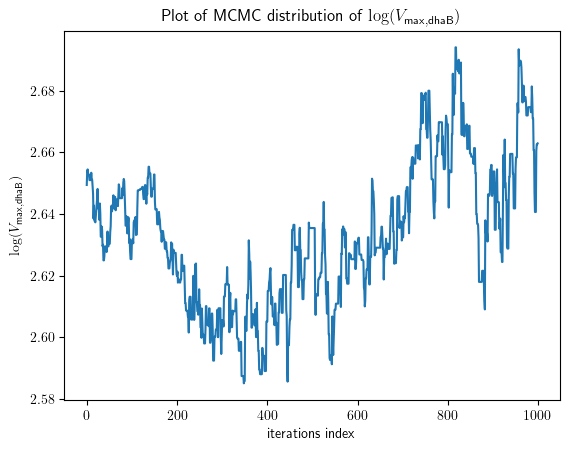 Plot of MCMC distribution of log(V_max,dhaB)
log(V_max,dhaB)
2.68
2.66
2.64
2.62
2.60
2.58
0 200 400 600 800 1000
iterations index